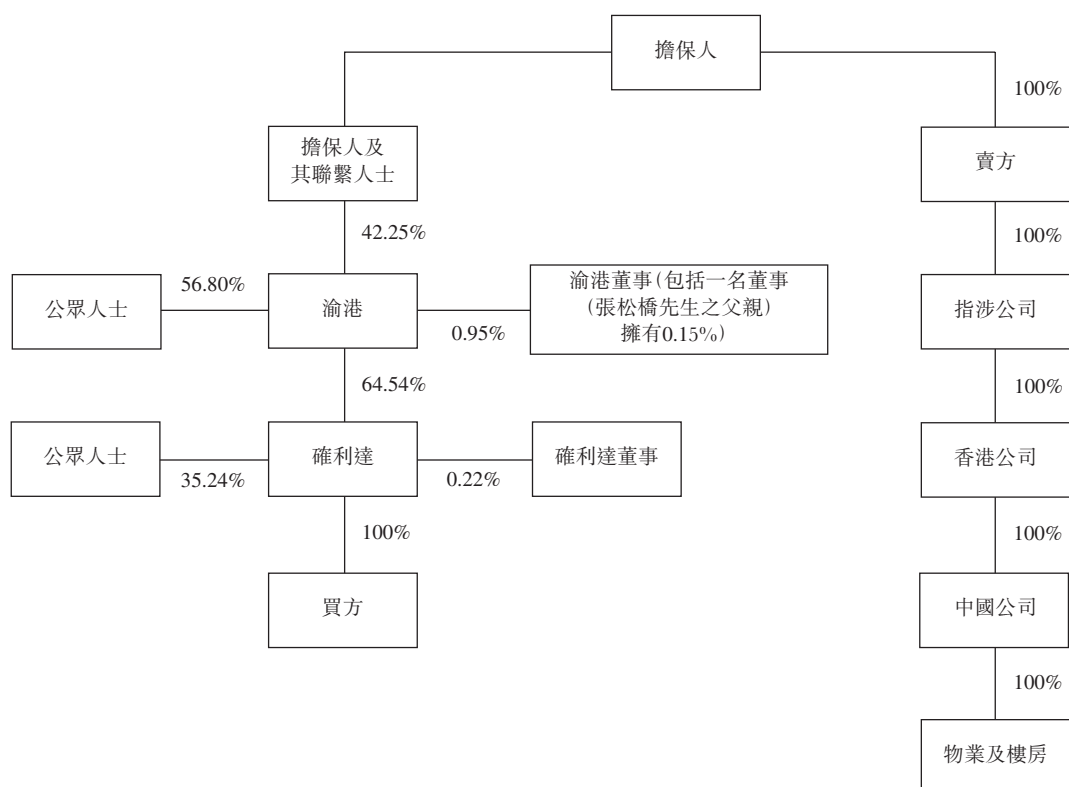 擔保人
100%
擔保人及
其聯繫人士
賣方
42.25%
100%
公眾人士
56.80%
渝港
0.95%
渝港董事(包括一名董事
(張松橋先生之父親)
擁有0.15%)
指涉公司
64.54%
100%
公眾人士
35.24%
確利達
0.22%
確利達董事
香港公司
100%
100%
買方
中國公司
100%
物業及樓房